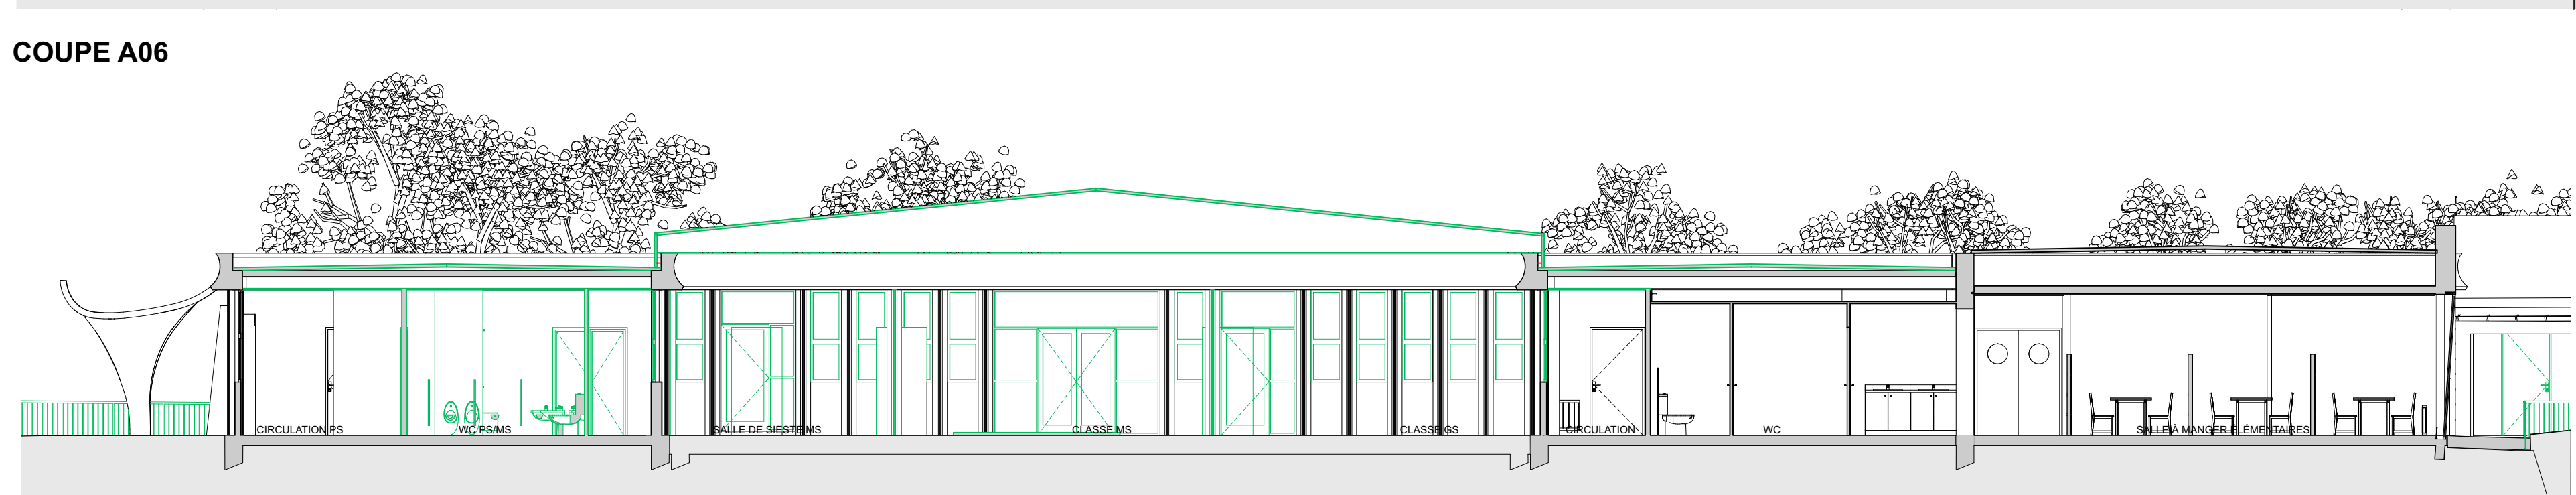 COUPE A06
CIRCULATION PS
WC PS/MS
SALLE DE SIESTE MS
CLASSE MS
CLASSE GS
CIRCULATION
WC
SALLE À MANGER ÉLÉMENTAIRES